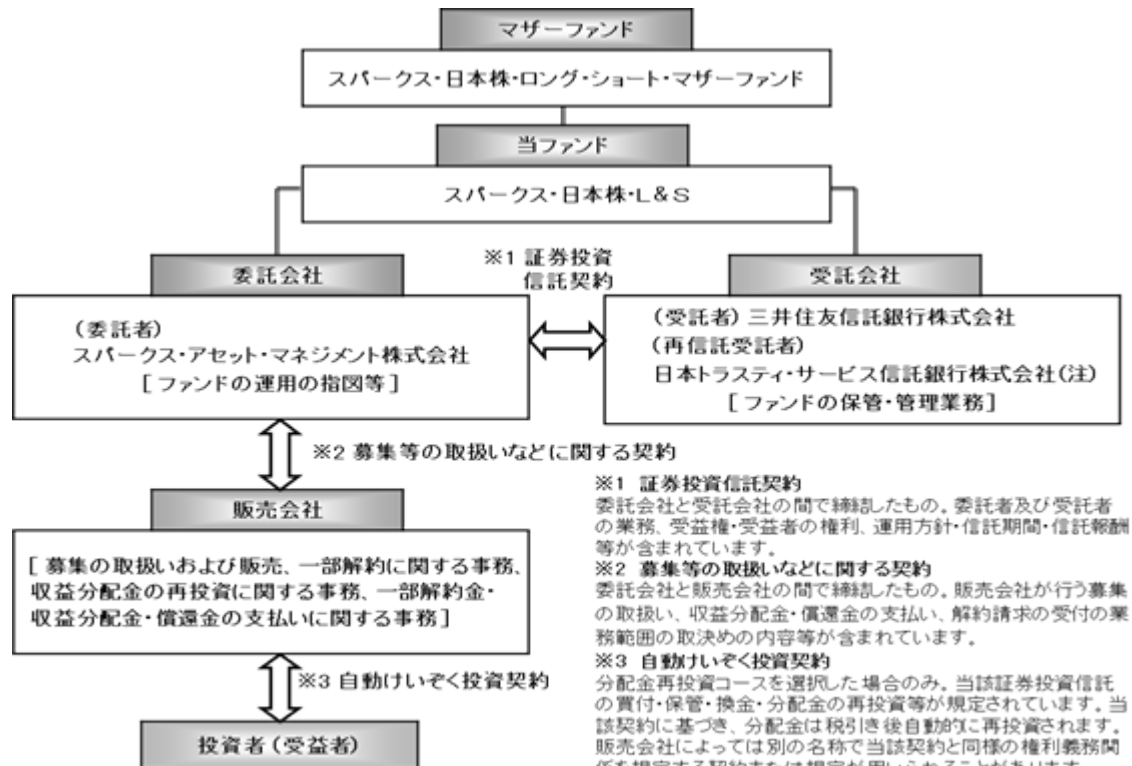 マザーファンド
スパークス・日本株・ロング・ショート・マザーファンド
当ファンド
スパークス・日本株・L&S
委託会社
※1 証券投資
信託契約
受託会社
(委託者)
スパークス・アセット・マネジメント株式会社
[ファンドの運用の指図等]
(受託者) 三井住友信託銀行株式会社
(再信託受託者)
日本トラスティ・サービス信託銀行株式会社(注)
[ファンドの保管・管理業務]
※2 募集等の取扱いなどに関する契約
販売会社
[募集の取扱いおよび販売、一部解約に関する事務、
収益分配金の再投資に関する事務、一部解約金・
収益分配金・償還金の支払いに関する事務]
※3 自動けいぞく投資契約
投資者(受益者)
※1 証券投資信託契約
委託会社と受託会社の間で締結したもの。委託者及び受託者
の業務、受益権・受益者の権利、運用方針・信託期間・信託報酬
等が含まれています。
※2 募集等の取扱いなどに関する契約
委託会社と販売会社の間で締結したもの。販売会社が行う募集
の取扱い、収益分配金・償還金の支払い、解約請求の受付の業
務範囲の取決めの内容等が含まれています。
※3 自動けいぞく投資契約
分配金再投資コースを選択した場合のみ。当該証券投資信託
の買付・保管・換金・分配金の再投資等が規定されています。当
該契約に基づき、分配金は税引き後自動的に再投資されます。
販売会社によっては別の名称で当該契約と同様の権利義務関
係を規定する契約または規定が用いられることがあります。